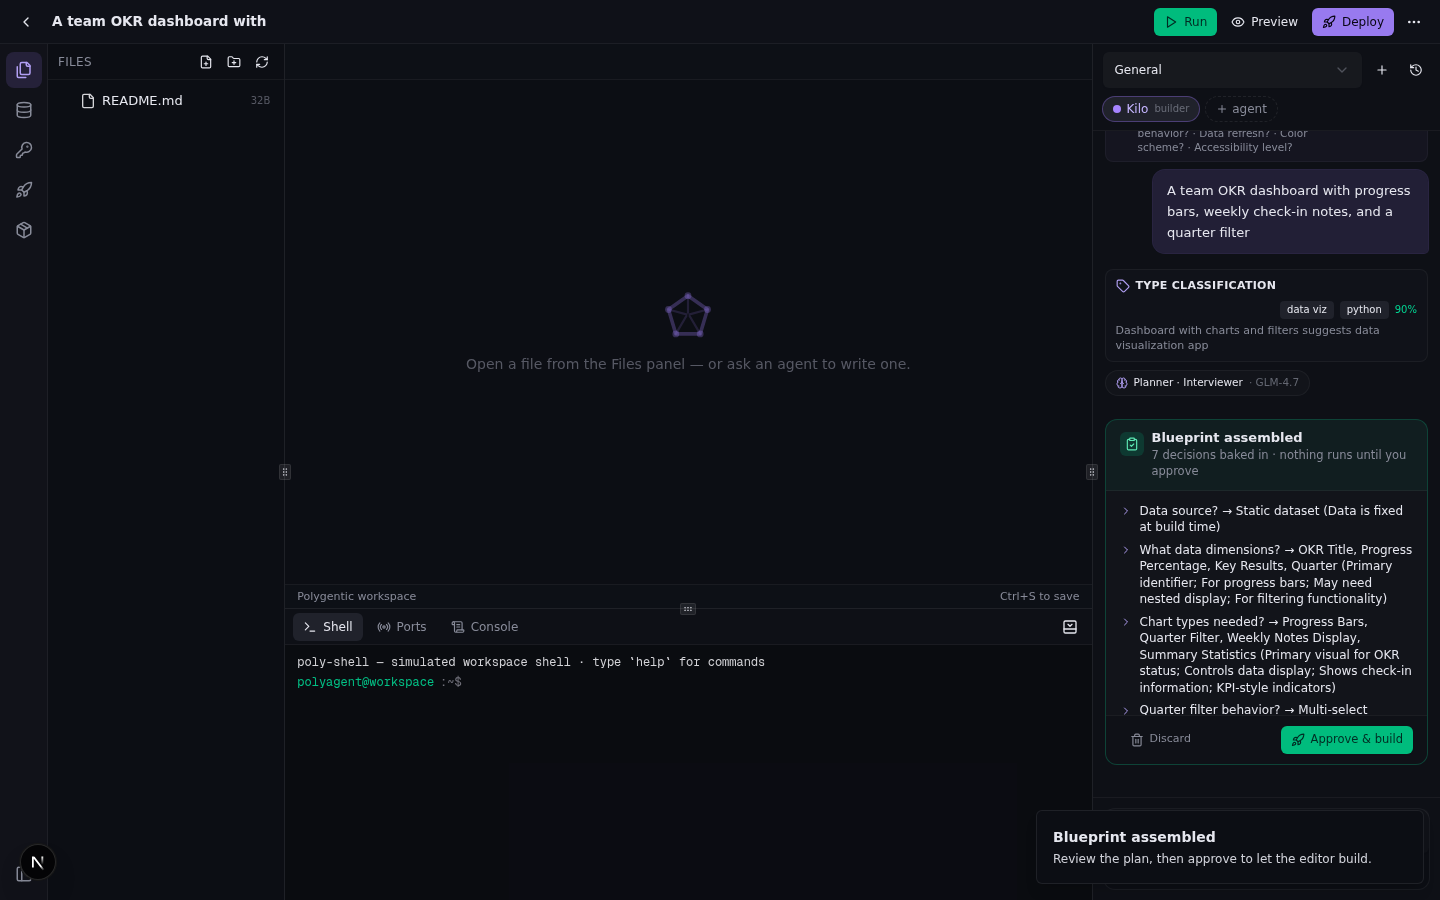 A team OKR dashboard with
Run
Preview
Deploy
FILES
README.md
32B
Open a file from the Files panel — or ask an agent to write one.
Polygentic workspace
Ctrl+S to save
Shell
Ports
Console
poly-shell — simulated workspace shell · type `help` for commands
polyagent@workspace :~$
General
Kilo builder
+ agent
behavior? · Data refresh? · Color
scheme? · Accessibility level?
A team OKR dashboard with progress
bars, weekly check-in notes, and a
quarter filter
TYPE CLASSIFICATION
data viz python 90%
Dashboard with charts and filters suggests data
visualization app
Planner · Interviewer · GLM-4.7
Blueprint assembled
7 decisions baked in · nothing runs until you
approve
Data source? → Static dataset (Data is fixed
at build time)
What data dimensions? → OKR Title, Progress
Percentage, Key Results, Quarter (Primary
identifier; For progress bars; May need
nested display; For filtering functionality)
Chart types needed? → Progress Bars,
Quarter Filter, Weekly Notes Display,
Summary Statistics (Primary visual for OKR
status; Controls data display; Shows check-in
information; KPI-style indicators)
Quarter filter behavior? → Multi-select
Discard
Approve & build
Blueprint assembled
Review the plan, then approve to let the editor build.
N